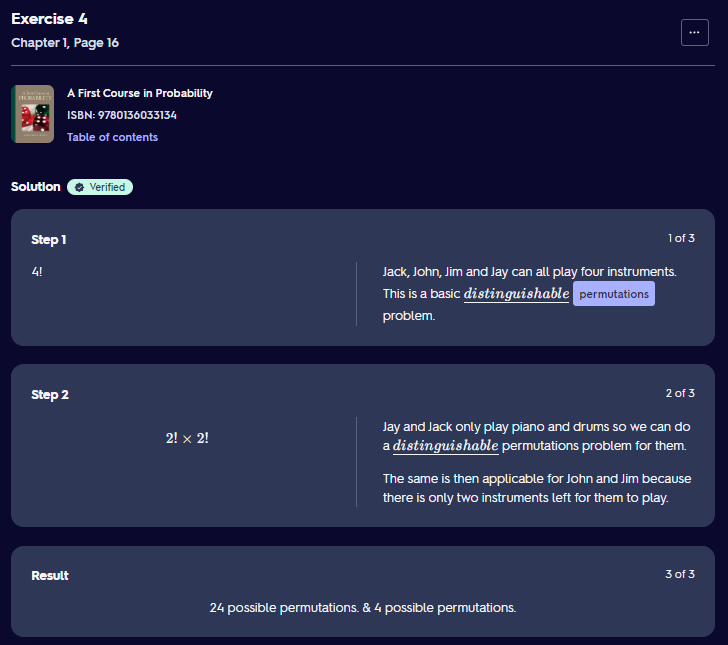 Exercise 4
Chapter 1, Page 16
...
A First Course in Probability
ISBN: 9780136033134
Table of contents
Solution Verified
Step 1
1 of 3
4!
Jack, John, Jim and Jay can all play four instruments.
This is a basic distinguishable permutations
problem.
Step 2
2 of 3
2! × 2!
Jay and Jack only play piano and drums so we can do
a distinguishable permutations problem for them.
The same is then applicable for John and Jim because
there is only two instruments left for them to play.
Result
3 of 3
24 possible permutations. & 4 possible permutations.